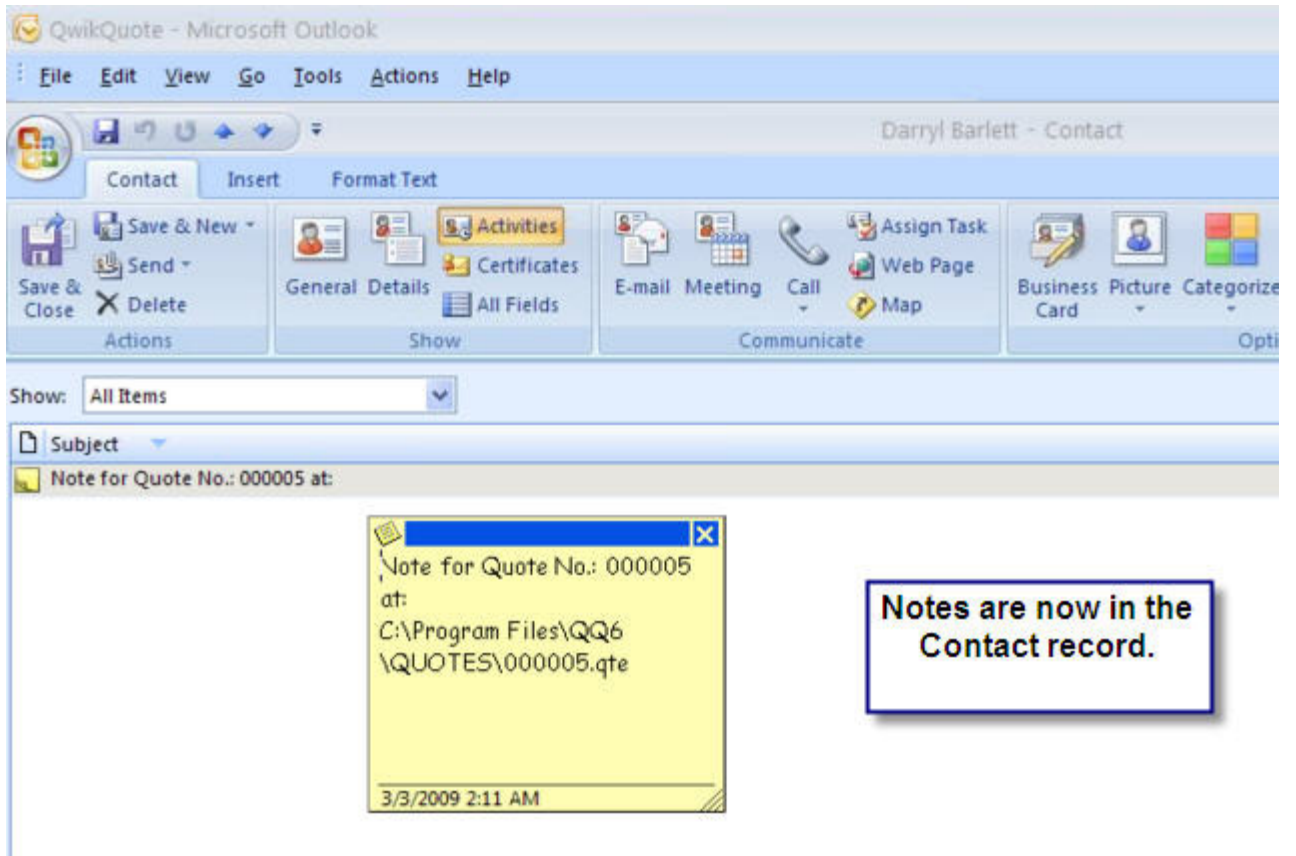 QwikQuote - Microsoft Outlook
File Edit View Go Tools Actions Help
Darryl Barlett - Contact
Contact Insert Format Text
Save & Close
Save & New
Send
Delete
Actions
General
Details
Activities
Certificates
All Fields
Show
E-mail
Meeting
Call
Assign Task
Web Page
Map
Communicate
Business Card
Picture
Categorize
Opti
Show: All Items
Subject
Note for Quote No.: 000005 at:
Note for Quote No.: 000005
at:
C:\Program Files\QQ6
\QUOTES\000005.qte
3/3/2009 2:11 AM
Notes are now in the
Contact record.